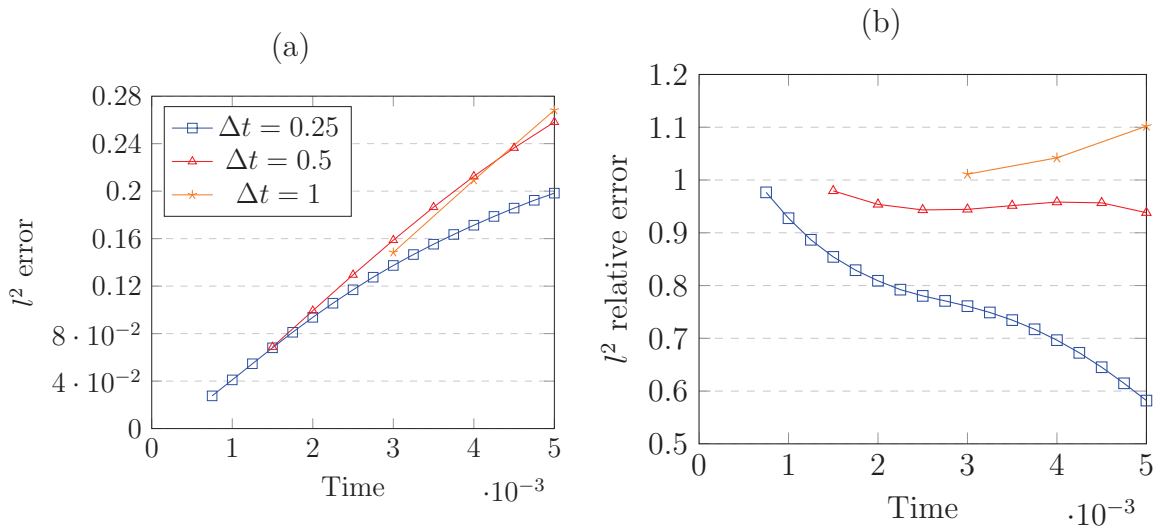 (a)
0.28
0.24
0.2
0.16
0.12
8 · 10⁻²
4 · 10⁻²
0
l² error
Δt = 0.25
Δt = 0.5
Δt = 1
0 1 2 3 4 5
Time
·10⁻³
(b)
1.2
1.1
1
0.9
0.8
0.7
0.6
0.5
l² relative error
0 1 2 3 4 5
Time
·10⁻³